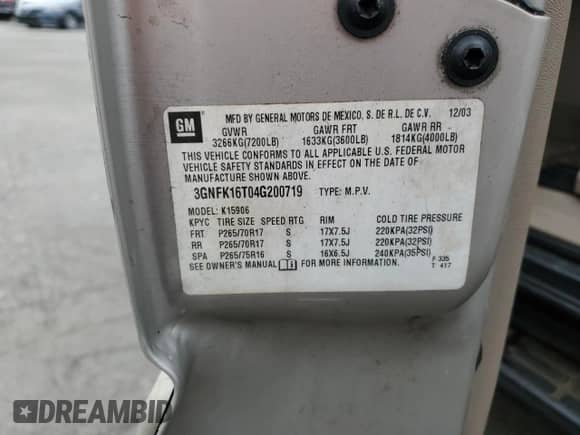 GM
MFD BY GENERAL MOTORS DE MEXICO, S. DE R.L. DE C.V. 12/03
GVWR GAWR FRT GAWR RR
3266KG(7200LB) 1633KG(3600LB) 1814KG(4000LB)
THIS VEHICLE CONFORMS TO ALL APPLICABLE U.S. FEDERAL MOTOR
VEHICLE SAFETY STANDARDS IN EFFECT ON THE DATE OF
MANUFACTURE SHOWN ABOVE.
3GNFK16T04G200719 TYPE: M.P.V.
MODEL: K15906
KPYC TIRE SIZE SPEED RTG RIM COLD TIRE PRESSURE
FRT P265/70R17 S 17X7.5J 220KPA(32PSI)
RR P265/70R17 S 17X7.5J 220KPA(32PSI)
SPA P265/75R16 S 16X6.5J 240KPA(35PSI)
SEE OWNER'S MANUAL FOR MORE INFORMATION
F 335
T 417
DREAMBID